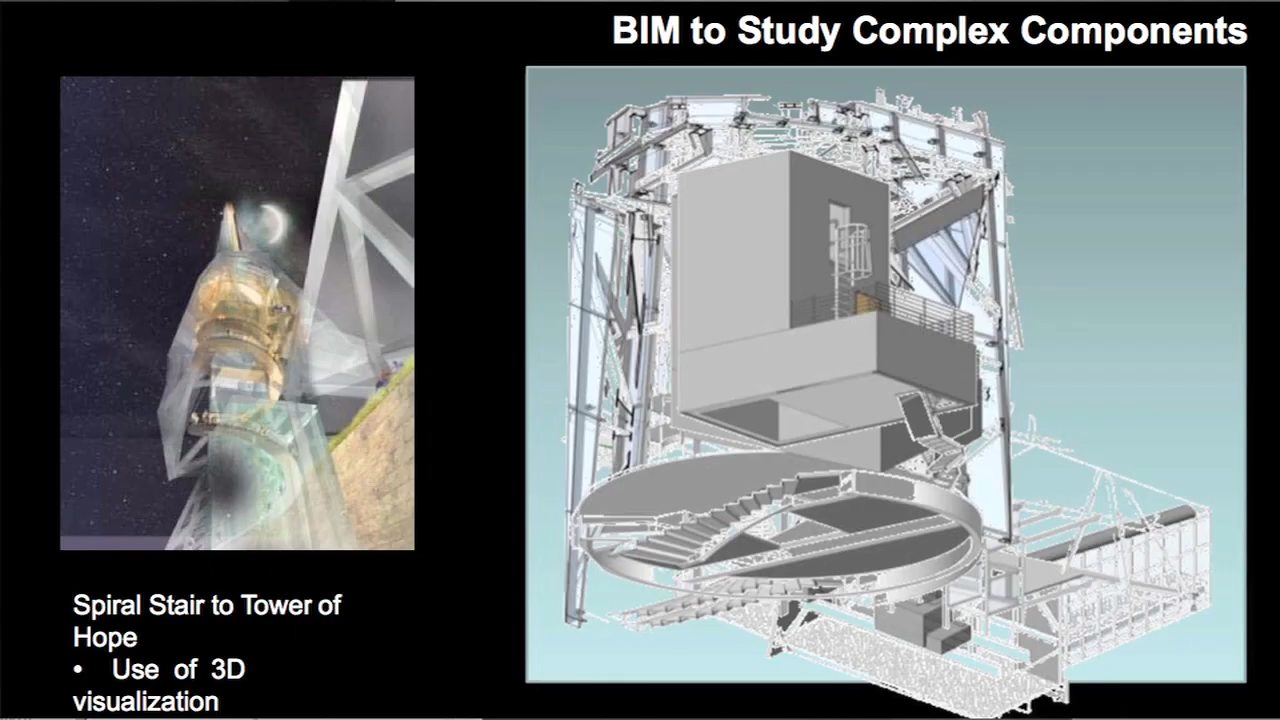 BIM to Study Complex Components
Spiral Stair to Tower of
Hope
• Use of 3D
visualization